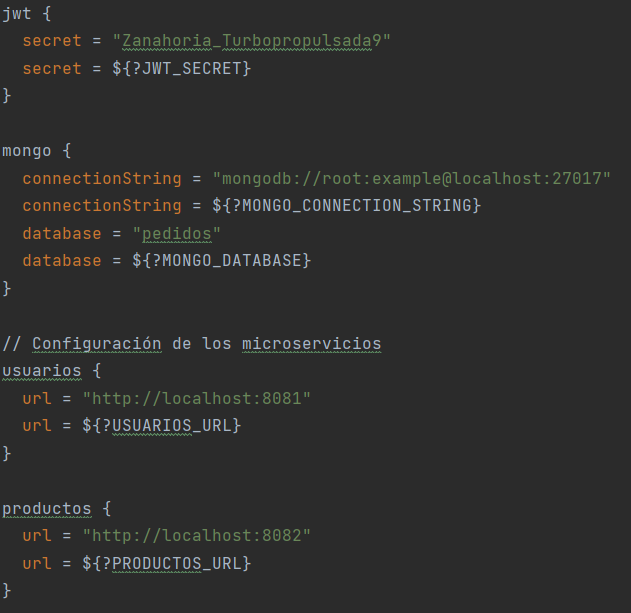 jwt {
  secret = "Zanahoria_Turbopropulsada9"
  secret = ${?JWT_SECRET}
}

mongo {
  connectionString = "mongodb://root:example@localhost:27017"
  connectionString = ${?MONGO_CONNECTION_STRING}
  database = "pedidos"
  database = ${?MONGO_DATABASE}
}

// Configuración de los microservicios
usuarios {
  url = "http://localhost:8081"
  url = ${?USUARIOS_URL}
}

productos {
  url = "http://localhost:8082"
  url = ${?PRODUCTOS_URL}
}